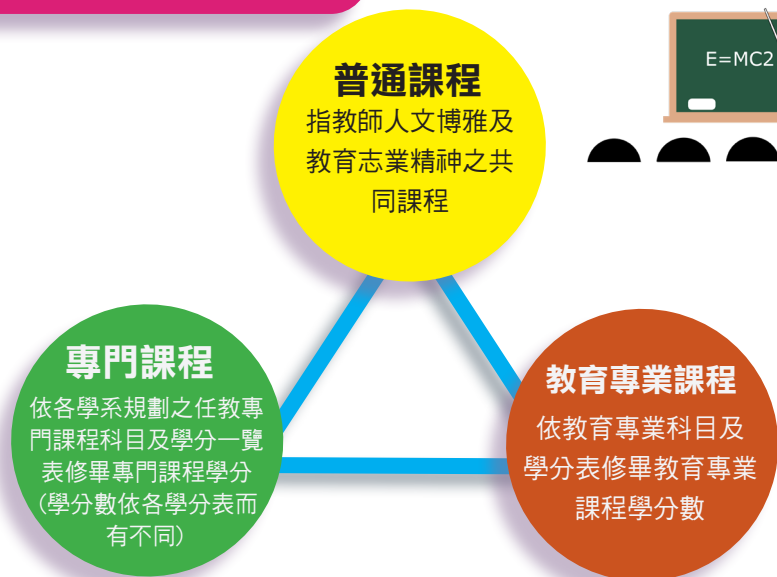 普通課程
指教師人文博雅及
教育志業精神之共
同課程
E=MC2
專門課程
依各學系規劃之任教專
門課程科目及學分一覽
表修畢專門課程學分
(學分數依各學分表而
有不同)
教育專業課程
依教育專業科目及
學分表修畢教育專業
課程學分數